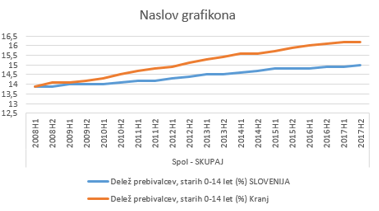 Naslov grafikona
16,5
16
15,5
15
14,5
14
13,5
13
12,5
2008H1
2008H2
2009H1
2009H2
2010H1
2010H2
2011H1
2011H2
2012H1
2012H2
2013H1
2013H2
2014H1
2014H2
2015H1
2015H2
2016H1
2016H2
2017H1
2017H2
Spol - SKUPAJ
Delež prebivalcev, starih 0-14 let (%) SLOVENIJA
Delež prebivalcev, starih 0-14 let (%) Kranj